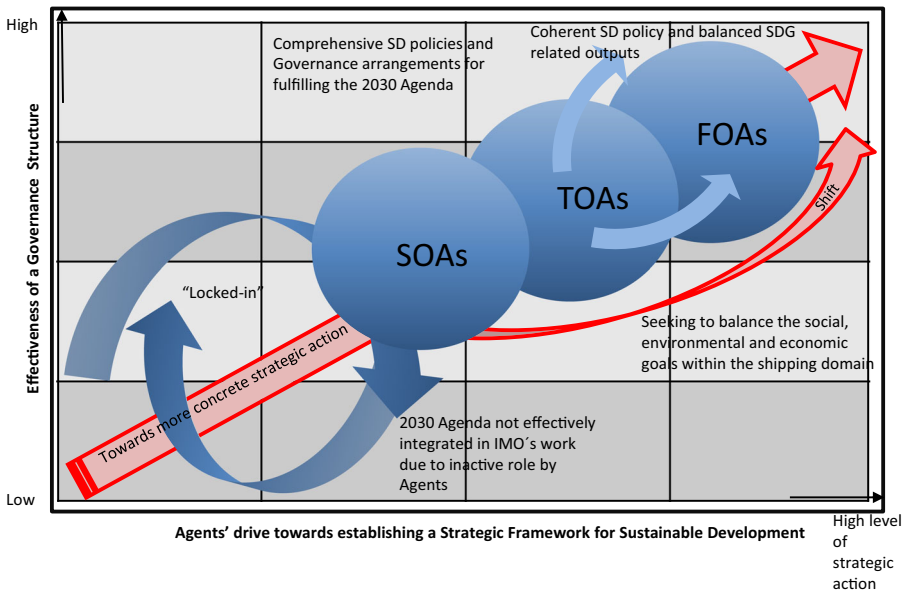 High
Comprehensive SD policies and
Governance arrangements for
fulfilling the 2030 Agenda
Coherent SD policy and balanced SDG
related outputs
FOAs
TOAs
SOAs
Shift
“Locked-in”
Towards more concrete strategic action
Seeking to balance the social,
environmental and economic
goals within the shipping domain
2030 Agenda not effectively
integrated in IMO´s work
due to inactive role by
Agents
Effectiveness of a Governance Structure
Low
Agents’ drive towards establishing a Strategic Framework for Sustainable Development
High level
of
strategic
action